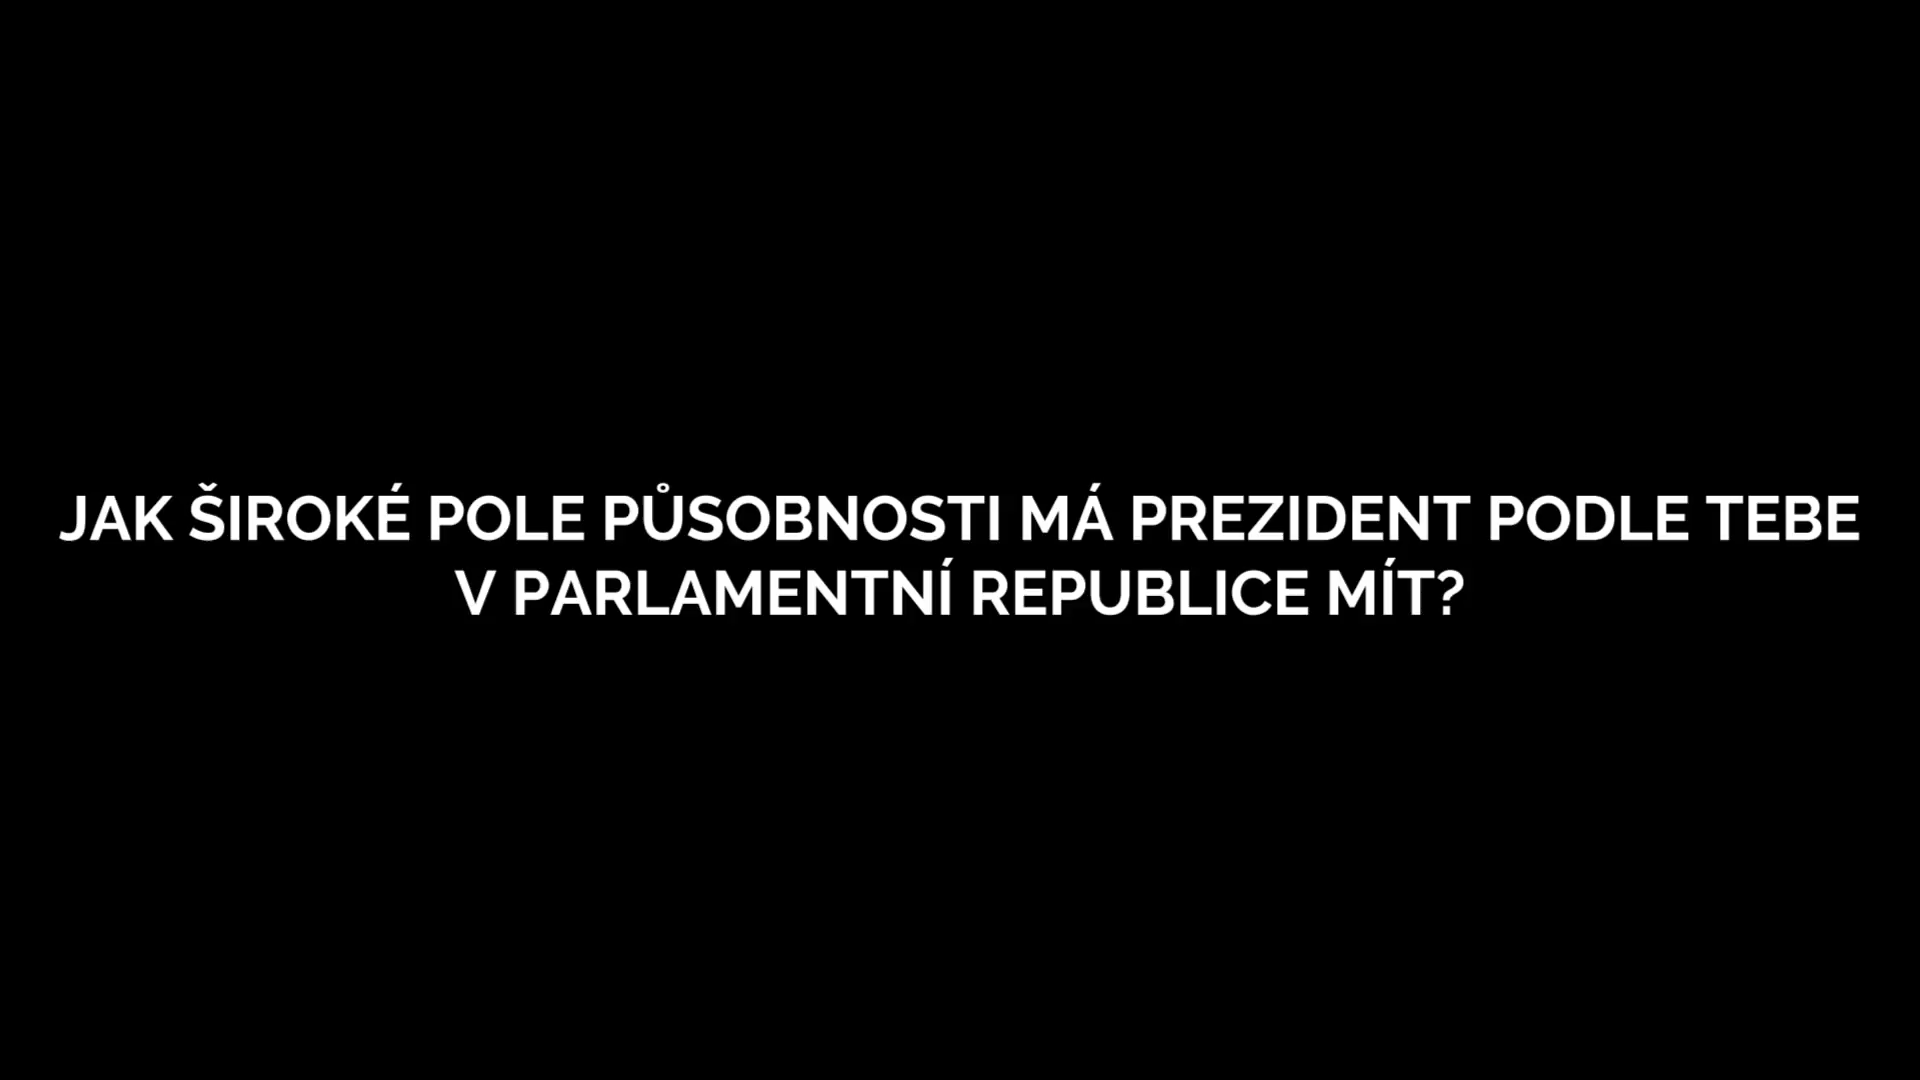 JAK ŠIROKÉ POLE PŮSOBNOSTI MÁ PREZIDENT PODLE TEBE
V PARLAMENTNÍ REPUBLICE MÍT?